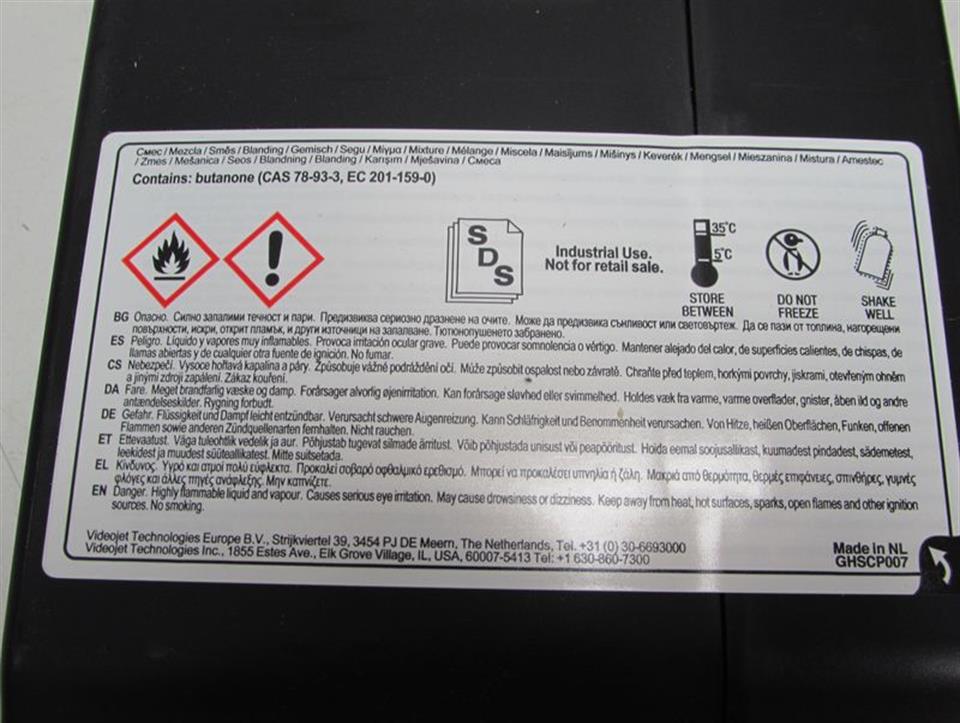 Смес / Mezcla / Směs / Blanding / Gemisch / Segu / Μίγμα / Mixture / Mélange / Miscela / Maisījums / Mišinys / Keverék / Mengsel / Mieszanina / Mistura / Amestec
/ Zmes / Mešanica / Seos / Blandning / Blanding / Karışım / Mješavina / Смеса
Contains: butanone (CAS 78-93-3, EC 201-159-0)
SDS
Industrial Use.
Not for retail sale.
35°C
5°C
STORE
BETWEEN
DO NOT
FREEZE
SHAKE
WELL
BG Опасно. Силно запалими течност и пари. Предизвиква сериозно дразнене на очите. Може да предизвика сънливост или световъртеж. Да се пази от топлина, нагорещени
повърхности, искри, открит пламък, и други източници на запалване. Тютюнопушенето забранено.
ES Peligro. Líquido y vapores muy inflamables. Provoca irritación ocular grave. Puede provocar somnolencia o vértigo. Mantener alejado del calor, de superficies calientes, de chispas, de
llamas abiertas y de cualquier otra fuente de ignición. No fumar.
CS Nebezpečí. Vysoce hořlavá kapalina a páry. Způsobuje vážné podráždění očí. Může způsobit ospalost nebo závratě. Chraňte před teplem, horkými povrchy, jiskrami, otevřeným ohněm
a jinými zdroji zapálení. Zákaz kouření.
DA Fare. Meget brandfarlig væske og damp. Forårsager alvorlig øjenirritation. Kan forårsage sløvhed eller svimmelhed. Holdes væk fra varme, varme overflader, gnister, åben ild og andre
antændelseskilder. Rygning forbudt.
DE Gefahr. Flüssigkeit und Dampf leicht entzündbar. Verursacht schwere Augenreizung. Kann Schläfrigkeit und Benommenheit verursachen. Von Hitze, heißen Oberflächen, Funken, offenen
Flammen sowie anderen Zündquellenarten fernhalten. Nicht rauchen.
ET Ettevaatust. Väga tuleohtlik vedelik ja aur. Põhjustab tugevat silmade ärritust. Võib põhjustada unisust või peapööritust. Hoida eemal soojusallikast, kuumadest pindadest, sädemetest,
leekidest ja muudest süüteallikatest. Mitte suitsetada.
EL Κίνδυνος. Υγρό και ατμοί πολύ εύφλεκτα. Προκαλεί σοβαρό οφθαλμικό ερεθισμό. Μπορεί να προκαλέσει υπνηλία ή ζάλη. Μακριά από θερμότητα, θερμές επιφάνειες, σπινθήρες, γυμνές
φλόγες και άλλες πηγές ανάφλεξης. Μην καπνίζετε.
EN Danger. Highly flammable liquid and vapour. Causes serious eye irritation. May cause drowsiness or dizziness. Keep away from heat, hot surfaces, sparks, open flames and other ignition
sources. No smoking.
Videojet Technologies Europe B.V., Strijkviertel 39, 3454 PJ DE Meern, The Netherlands, Tel. +31 (0) 30-6693000
Videojet Technologies Inc., 1855 Estes Ave., Elk Grove Village, IL, USA, 60007-5413 Tel: +1 630-860-7300
Made in NL
GHSCP007